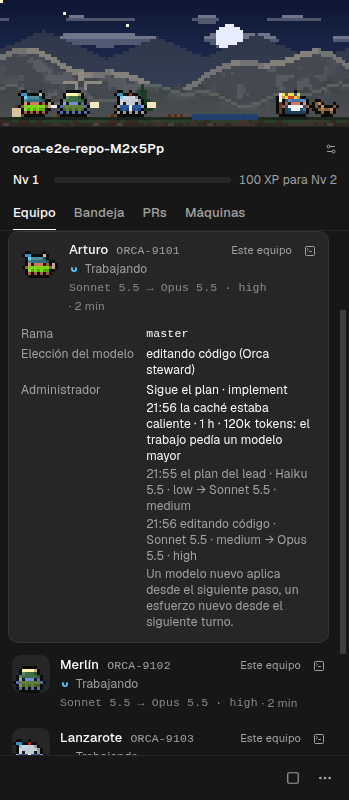 orca-e2e-repo-M2x5Pp
Nv 1 100 XP para Nv 2
Equipo Bandeja PRs Máquinas
Arturo ORCA-9101 Este equipo
Trabajando
Sonnet 5.5 → Opus 5.5 · high
· 2 min
Rama master
Elección del modelo editando código (Orca
steward)
Administrador Sigue el plan · implement
21:56 la caché estaba
caliente · 1 h · 120k tokens: el
trabajo pedía un modelo
mayor
21:55 el plan del lead · Haiku
5.5 · low → Sonnet 5.5 ·
medium
21:56 editando código ·
Sonnet 5.5 · medium → Opus
5.5 · high
Un modelo nuevo aplica
desde el siguiente paso, un
esfuerzo nuevo desde el
siguiente turno.
Merlín ORCA-9102 Este equipo
Trabajando
Sonnet 5.5 → Opus 5.5 · high · 2 min
Lanzarote ORCA-9103 Este equipo